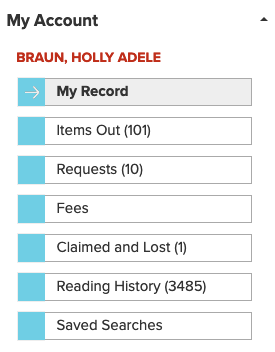 My Account
BRAUN, HOLLY ADELE
My Record
Items Out (101)
Requests (10)
Fees
Claimed and Lost (1)
Reading History (3485)
Saved Searches